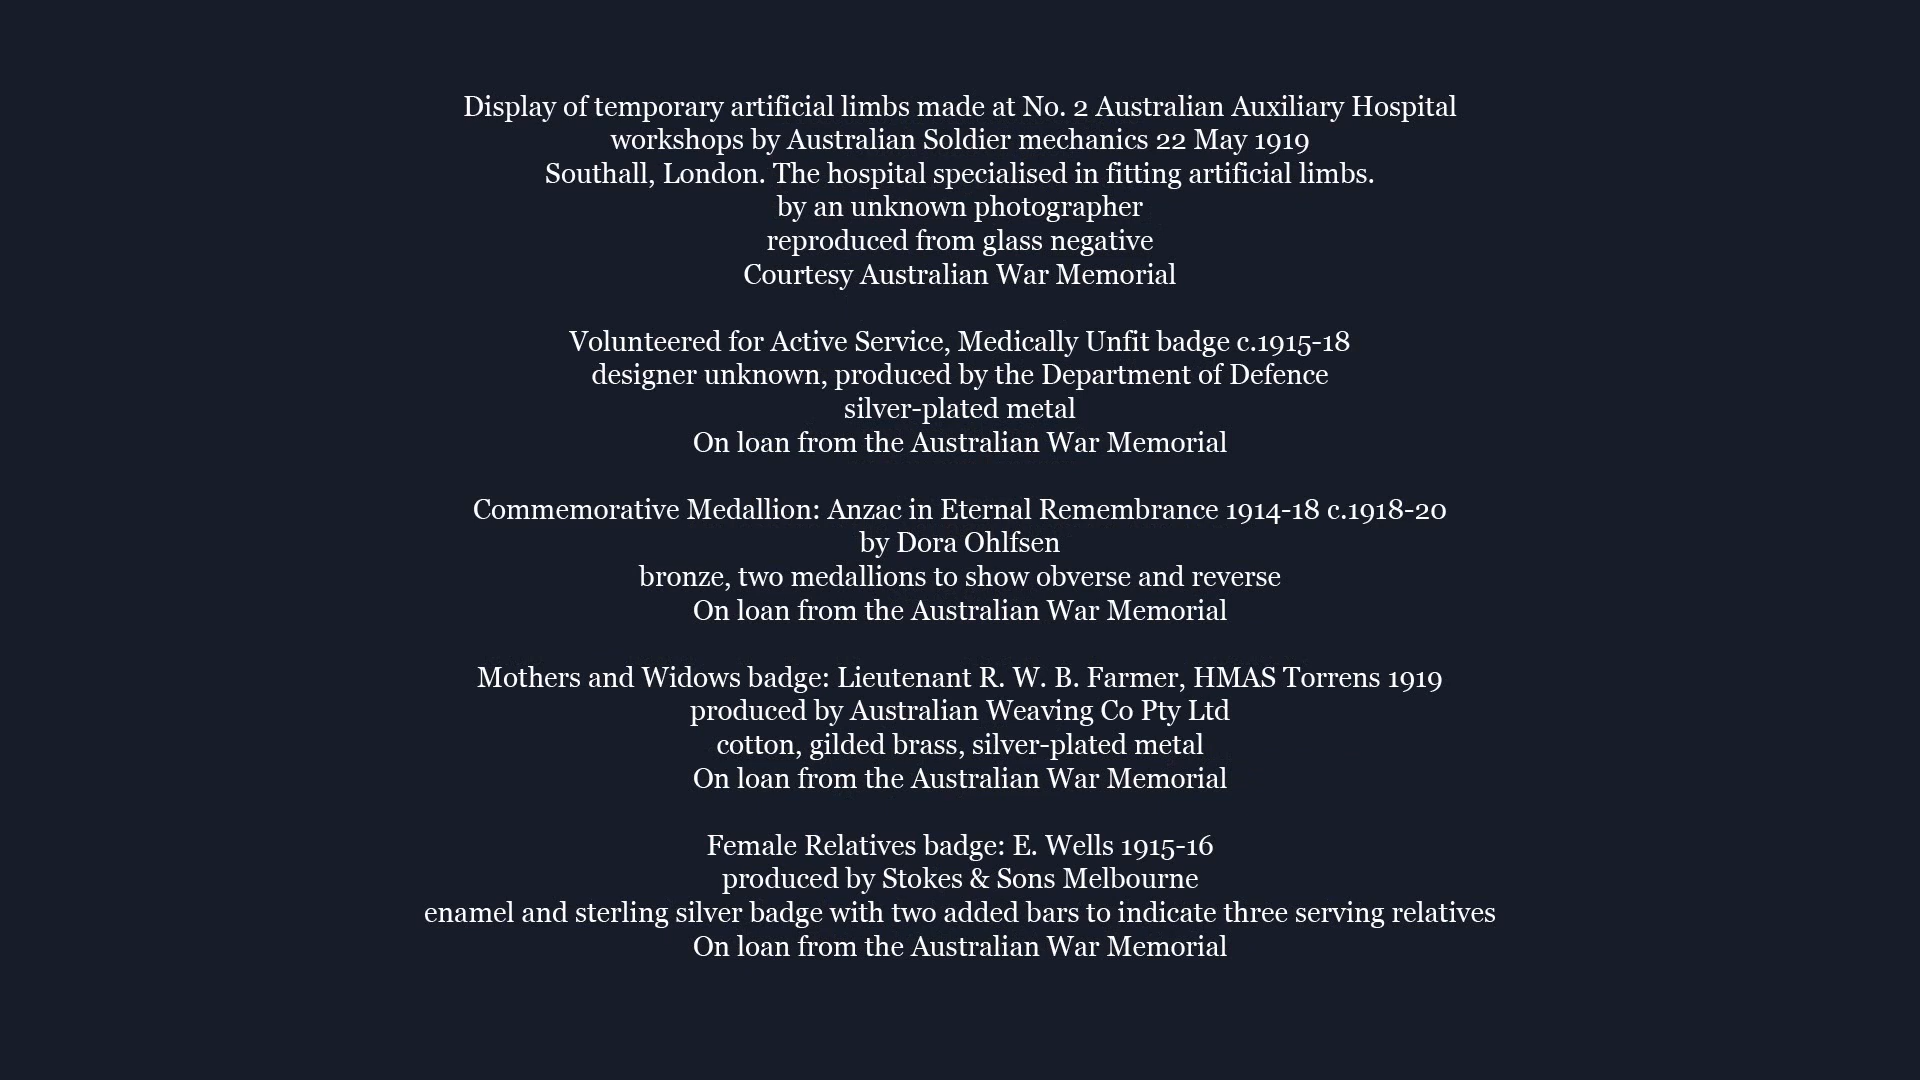 Display of temporary artificial limbs made at No. 2 Australian Auxiliary Hospital
workshops by Australian Soldier mechanics 22 May 1919
Southall, London. The hospital specialised in fitting artificial limbs.
by an unknown photographer
reproduced from glass negative
Courtesy Australian War Memorial
Volunteered for Active Service, Medically Unfit badge c.1915-18
designer unknown, produced by the Department of Defence
silver-plated metal
On loan from the Australian War Memorial
Commemorative Medallion: Anzac in Eternal Remembrance 1914-18 c.1918-20
by Dora Ohlfsen
bronze, two medallions to show obverse and reverse
On loan from the Australian War Memorial
Mothers and Widows badge: Lieutenant R. W. B. Farmer, HMAS Torrens 1919
produced by Australian Weaving Co Pty Ltd
cotton, gilded brass, silver-plated metal
On loan from the Australian War Memorial
Female Relatives badge: E. Wells 1915-16
produced by Stokes & Sons Melbourne
enamel and sterling silver badge with two added bars to indicate three serving relatives
On loan from the Australian War Memorial